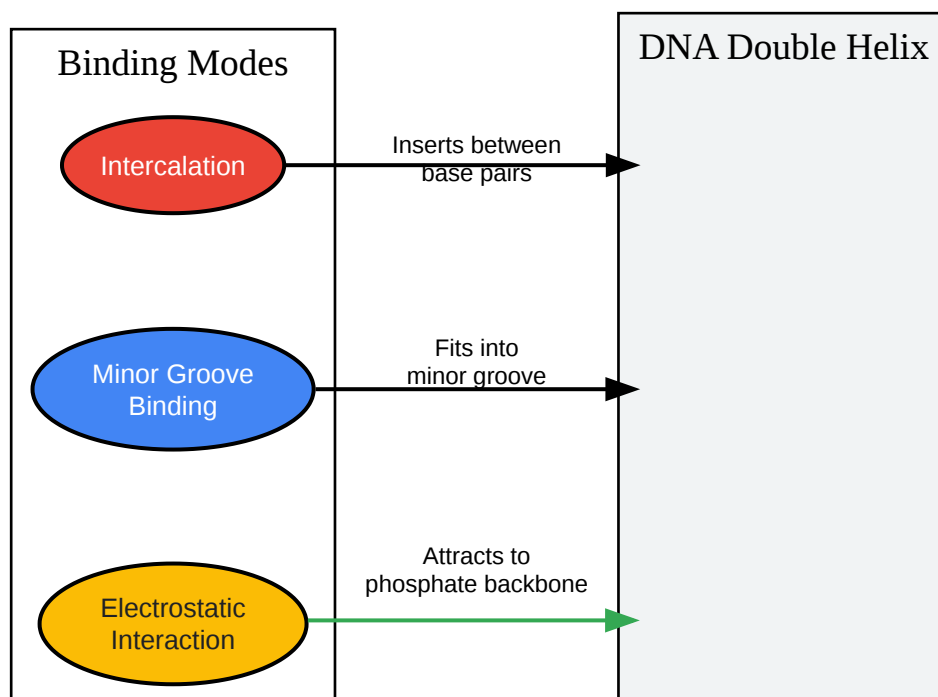 Binding Modes
DNA Double Helix
Intercalation
Inserts between
base pairs
Minor Groove
Binding
Fits into
minor groove
Electrostatic
Interaction
Attracts to
phosphate backbone